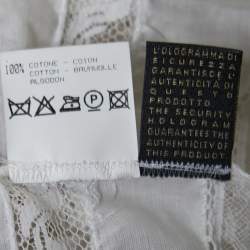 100% COTONE - COTON
COTTON - BAUMWOLLE
ALGODÓN
P
L'OLOGRAMMA DI
SICUREZZA
GARANTISCE L'
AUTENTICITÀ DI
QUESTO
PRODOTTO
THE SECURITY
HOLOGRAM
GUARANTEES THE
AUTHENTICITY OF
THIS PRODUCT